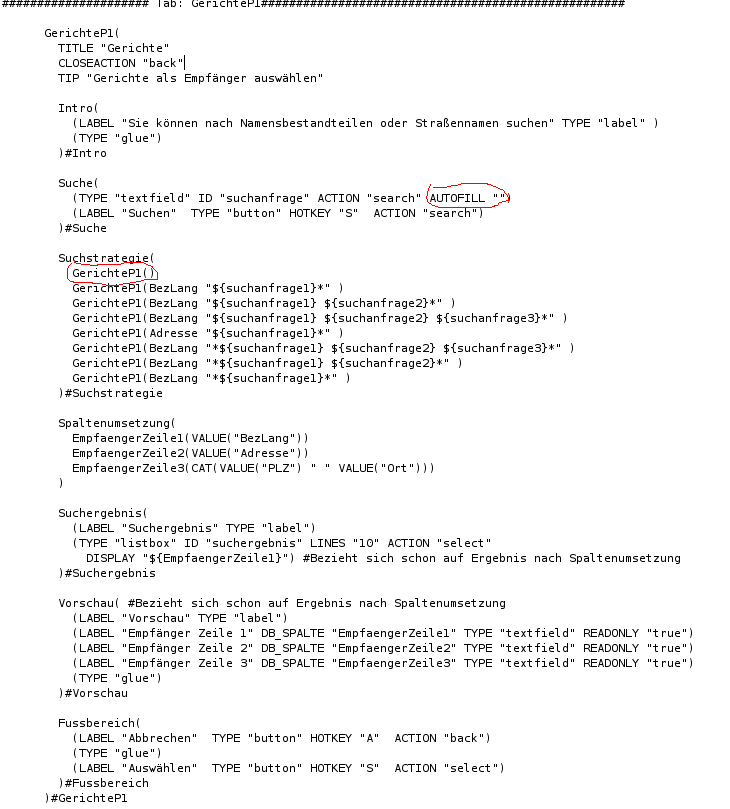 ##################### Tab: GerichteP1####################################################
GerichteP1(
TITLE "Gerichte"
CLOSEACTION "back"
TIP "Gerichte als Empfänger auswählen"
Intro(
(LABEL "Sie können nach Namensbestandteilen oder Straßennamen suchen" TYPE "label" )
(TYPE "glue")
)#Intro
Suche(
(TYPE "textfield" ID "suchanfrage" ACTION "search" AUTOFILL "")
(LABEL "Suchen"  TYPE "button" HOTKEY "S"  ACTION "search")
)#Suche
Suchstrategie(
GerichteP1()
GerichteP1(BezLang "${suchanfrage1}*" )
GerichteP1(BezLang "${suchanfrage1} ${suchanfrage2}*" )
GerichteP1(BezLang "${suchanfrage1} ${suchanfrage2} ${suchanfrage3}*" )
GerichteP1(Adresse "${suchanfrage1}*" )
GerichteP1(BezLang "*${suchanfrage1} ${suchanfrage2} ${suchanfrage3}*" )
GerichteP1(BezLang "*${suchanfrage1} ${suchanfrage2}*" )
GerichteP1(BezLang "*${suchanfrage1}*" )
)#Suchstrategie
Spaltenumsetzung(
EmpfaengerZeile1(VALUE("BezLang"))
EmpfaengerZeile2(VALUE("Adresse"))
EmpfaengerZeile3(CAT(VALUE("PLZ") " " VALUE("Ort")))
)
Suchergebnis(
(LABEL "Suchergebnis" TYPE "label")
(TYPE "listbox" ID "suchergebnis" LINES "10" ACTION "select"
DISPLAY "${EmpfaengerZeile1}") #Bezieht sich schon auf Ergebnis nach Spaltenumsetzung
)#Suchergebnis
Vorschau( #Bezieht sich schon auf Ergebnis nach Spaltenumsetzung
(LABEL "Vorschau" TYPE "label")
(LABEL "Empfänger Zeile 1" DB_SPALTE "EmpfaengerZeile1" TYPE "textfield" READONLY "true")
(LABEL "Empfänger Zeile 2" DB_SPALTE "EmpfaengerZeile2" TYPE "textfield" READONLY "true")
(LABEL "Empfänger Zeile 3" DB_SPALTE "EmpfaengerZeile3" TYPE "textfield" READONLY "true")
(TYPE "glue")
)#Vorschau
Fussbereich(
(LABEL "Abbrechen"  TYPE "button" HOTKEY "A"  ACTION "back")
(TYPE "glue")
(LABEL "Auswählen"  TYPE "button" HOTKEY "S"  ACTION "select")
)#Fussbereich
)#GerichteP1